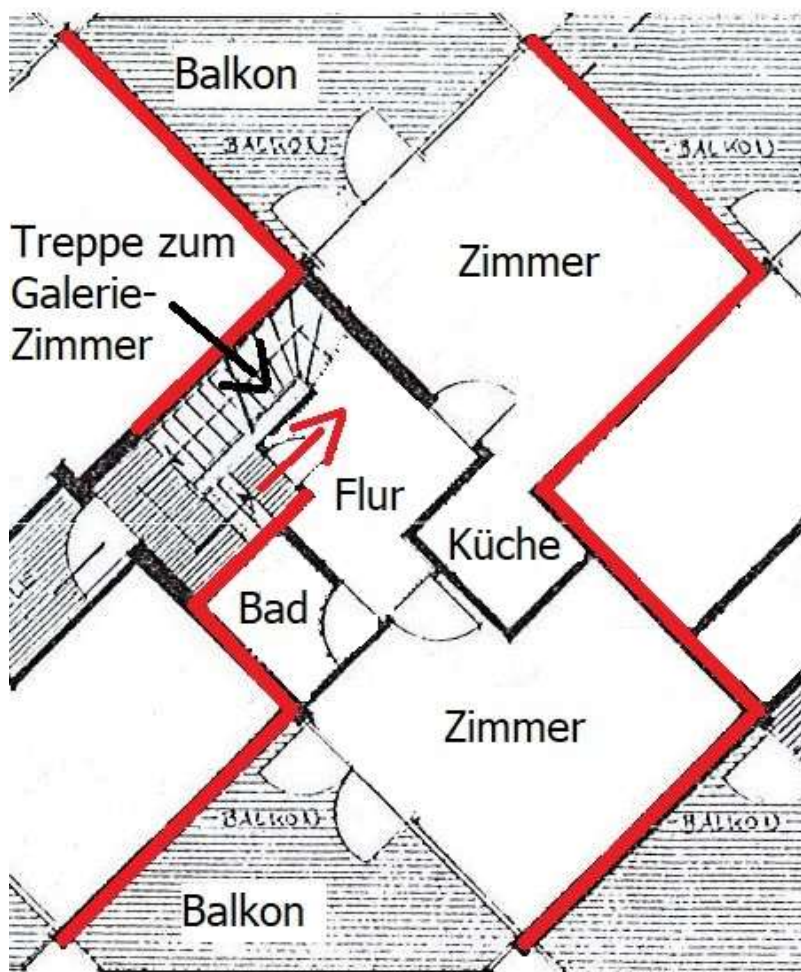 Balkon
BALKON
BALKON
Treppe zum
Galerie-
Zimmer
Zimmer
Flur
Küche
Bad
Zimmer
BALKON
BALKON
Balkon